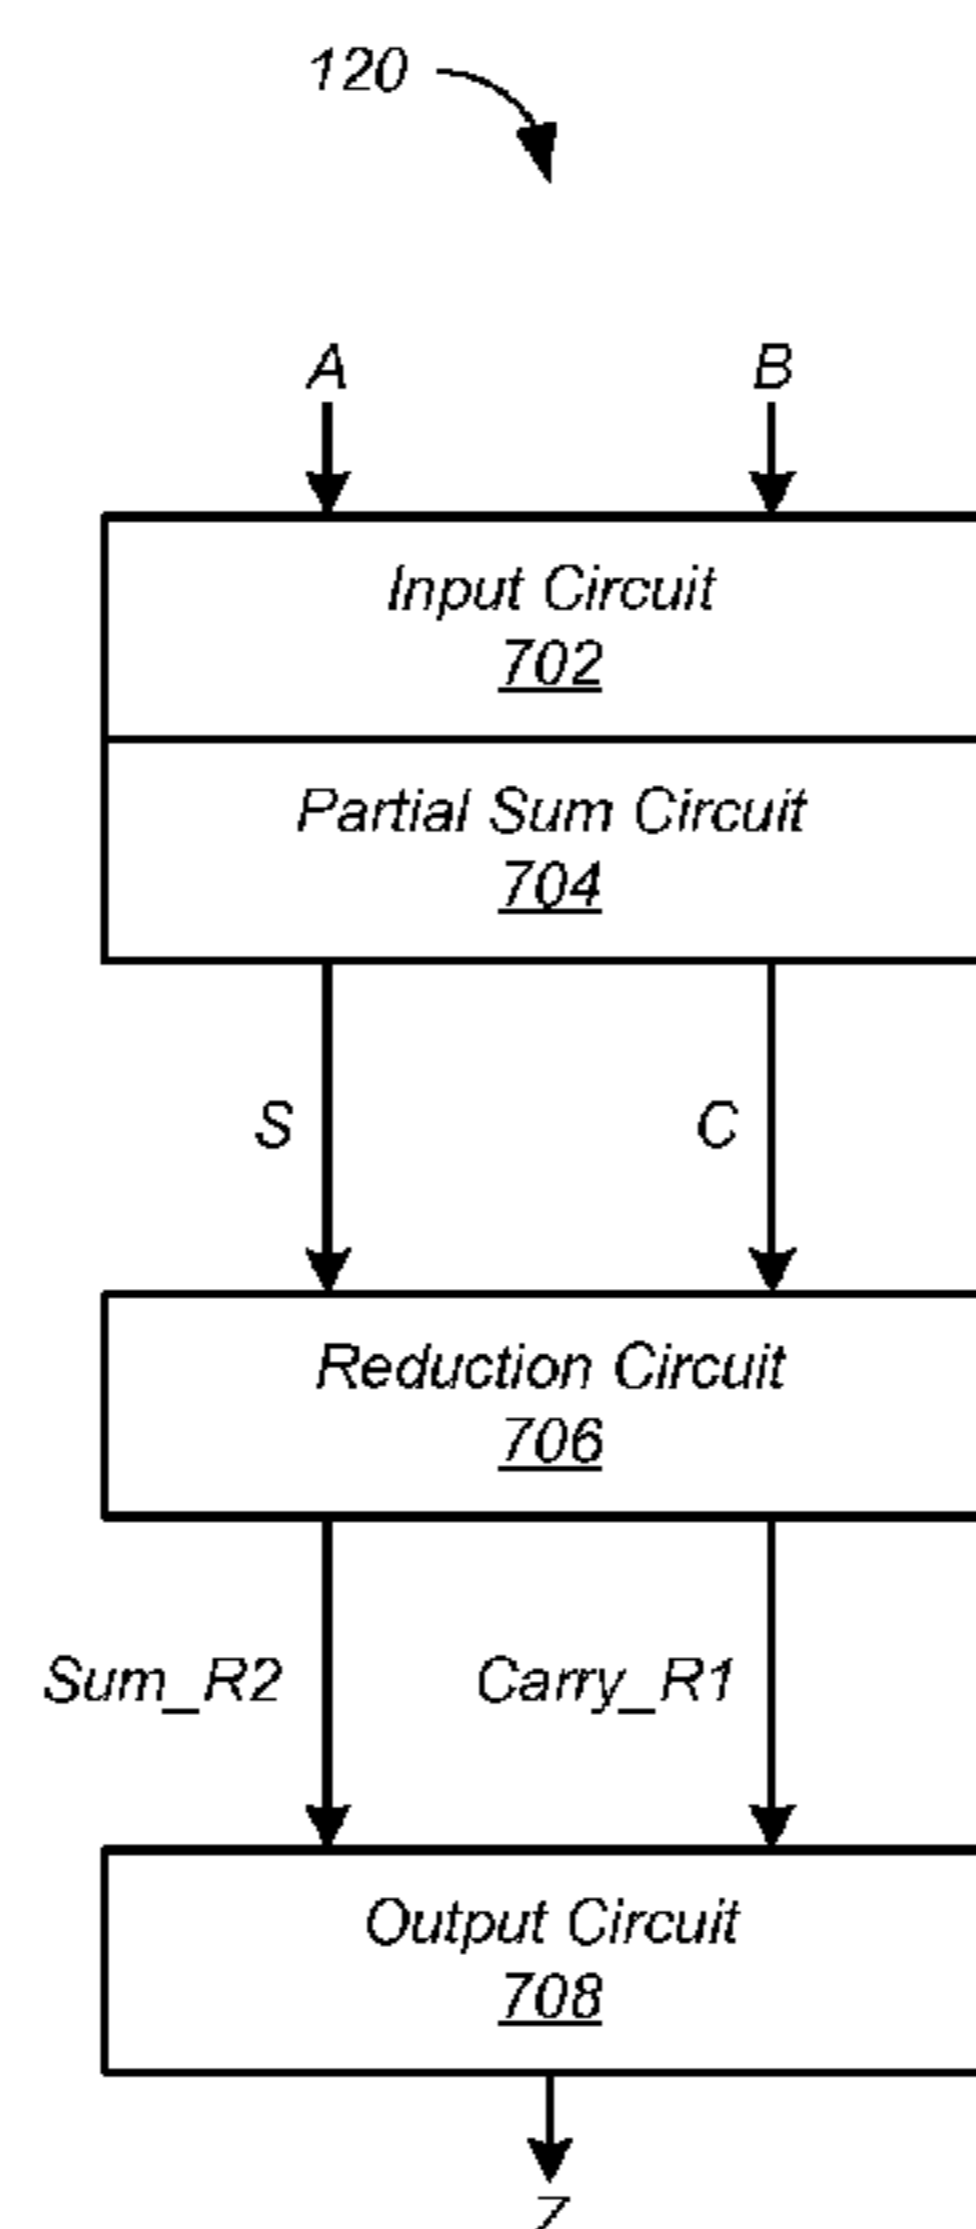 120
A B
Input Circuit
702
Partial Sum Circuit
704
S C
Reduction Circuit
706
Sum_R2 Carry_R1
Output Circuit
708
Z